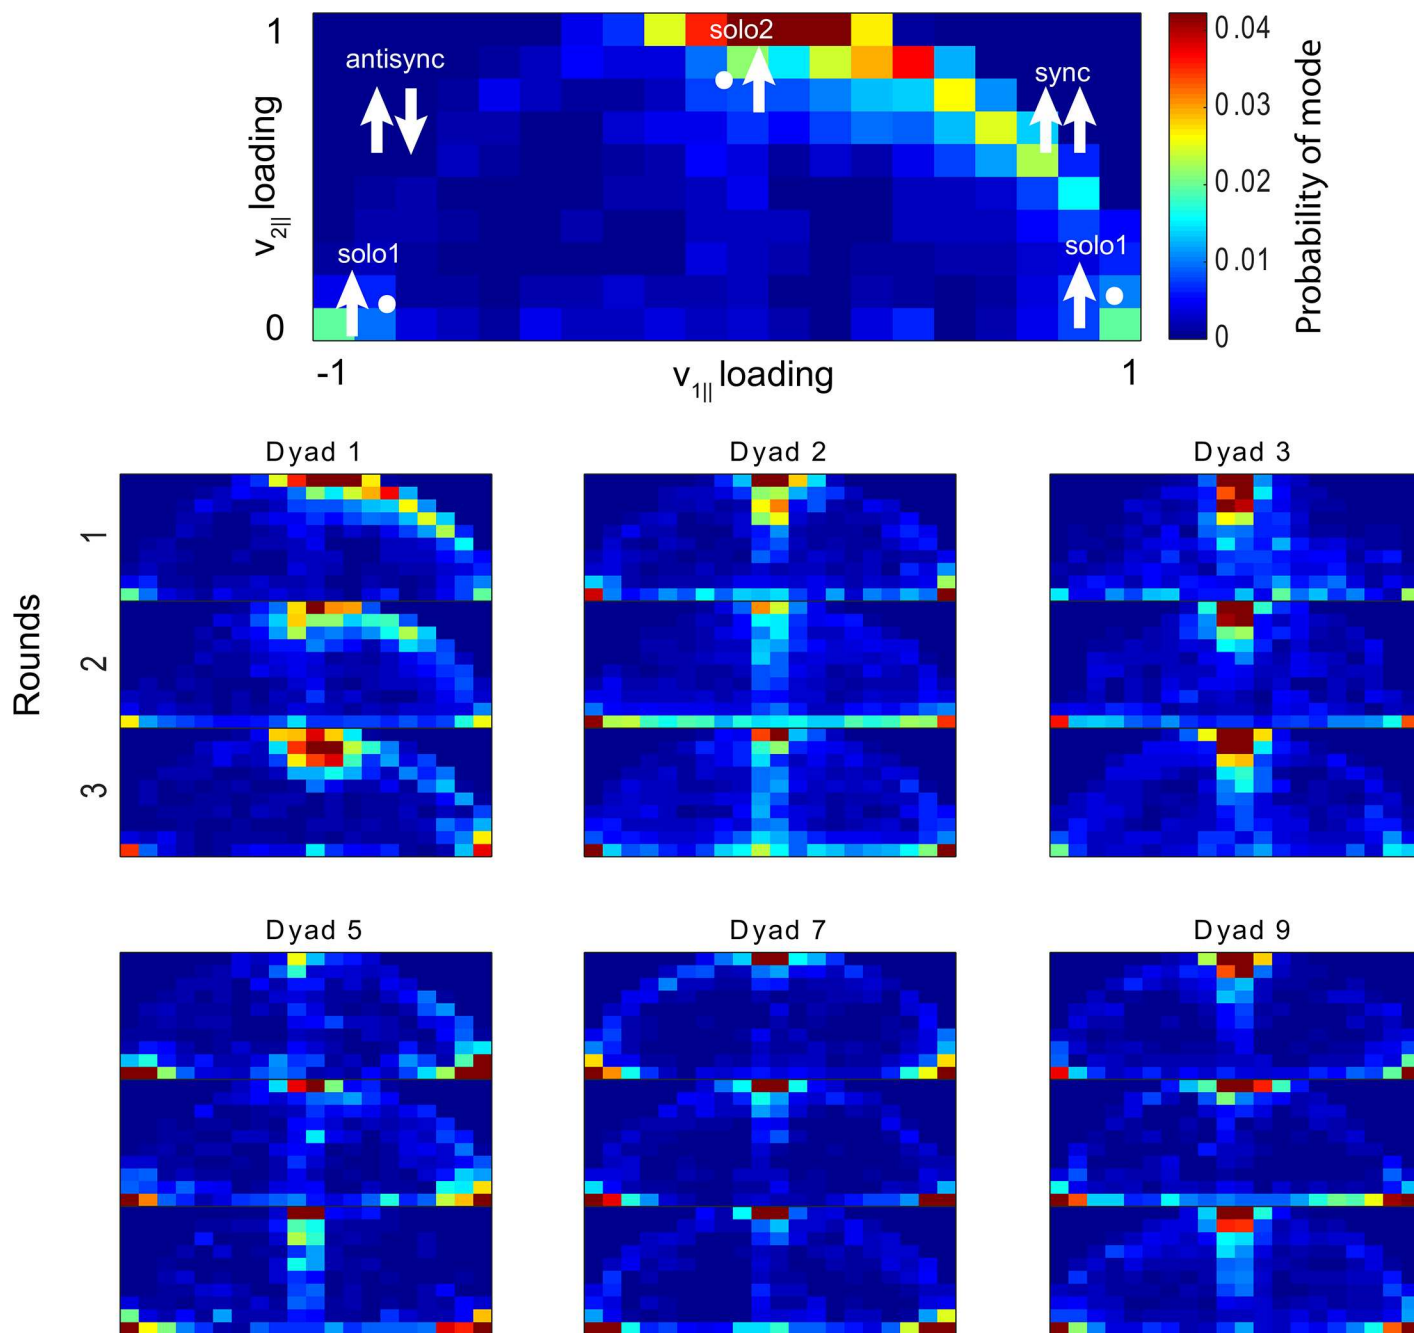 1
solo2
antisync
sync
v2|| loading
solo1
solo1
0
-1
v1|| loading
1
0.04
0.03
0.02
0.01
0
Probability of mode
Dyad 1
Dyad 2
Dyad 3
Rounds
1
2
3
Dyad 5
Dyad 7
Dyad 9